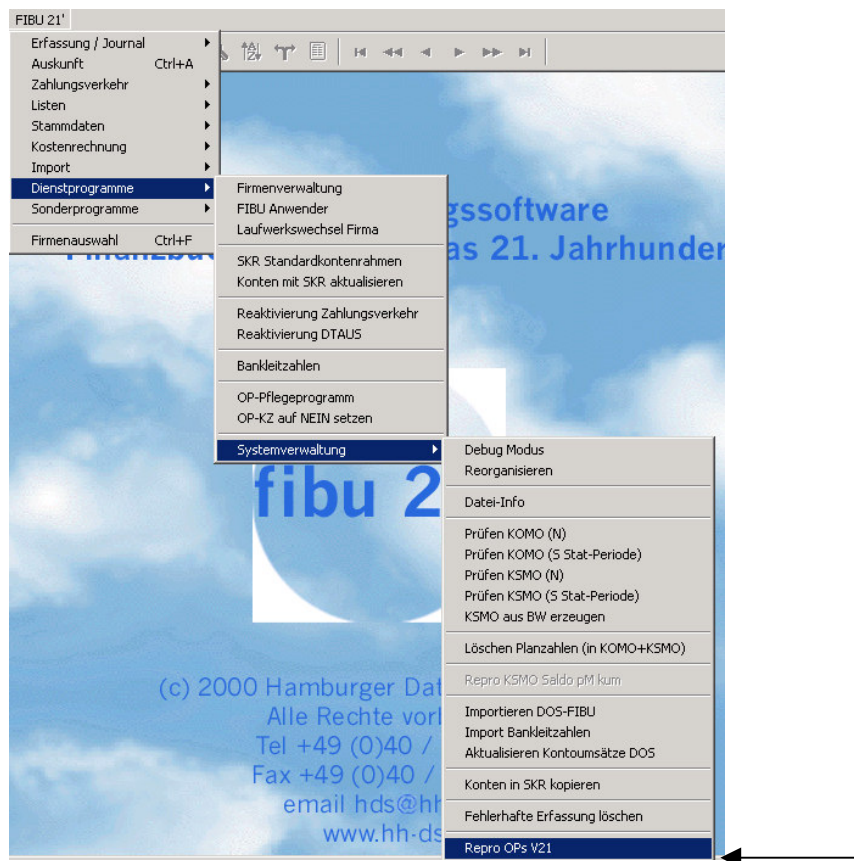 FIBU 21'
Erfassung / Journal
Auskunft Ctrl+A
Zahlungsverkehr
Listen
Stammdaten
Kostenrechnung
Import
Dienstprogramme
Sonderprogramme
Firmenauswahl Ctrl+F
Firmenverwaltung
FIBU Anwender
Laufwerkswechsel Firma
SKR Standardkontenrahmen
Konten mit SKR aktualisieren
Reaktivierung Zahlungsverkehr
Reaktivierung DTAUS
Bankleitzahlen
OP-Pflegeprogramm
OP-KZ auf NEIN setzen
Systemverwaltung
Debug Modus
Reorganisieren
Datei-Info
Prüfen KOMO (N)
Prüfen KOMO (S Stat-Periode)
Prüfen KSMO (N)
Prüfen KSMO (S Stat-Periode)
KSMO aus BW erzeugen
Löschen Planzahlen (in KOMO+KSMO)
Repro KSMO Saldo pM kum
Importieren DOS-FIBU
Import Bankleitzahlen
Aktualisieren Kontoumsätze DOS
Konten in SKR kopieren
Fehlerhafte Erfassung löschen
Repro OPs V21
gssoftware
as 21. Jahrhunder
fibu 2
(c) 2000 Hamburger Dat
Alle Rechte vor
Tel +49 (0)40 /
Fax +49 (0)40 /
email hds@hh
www.hh-ds